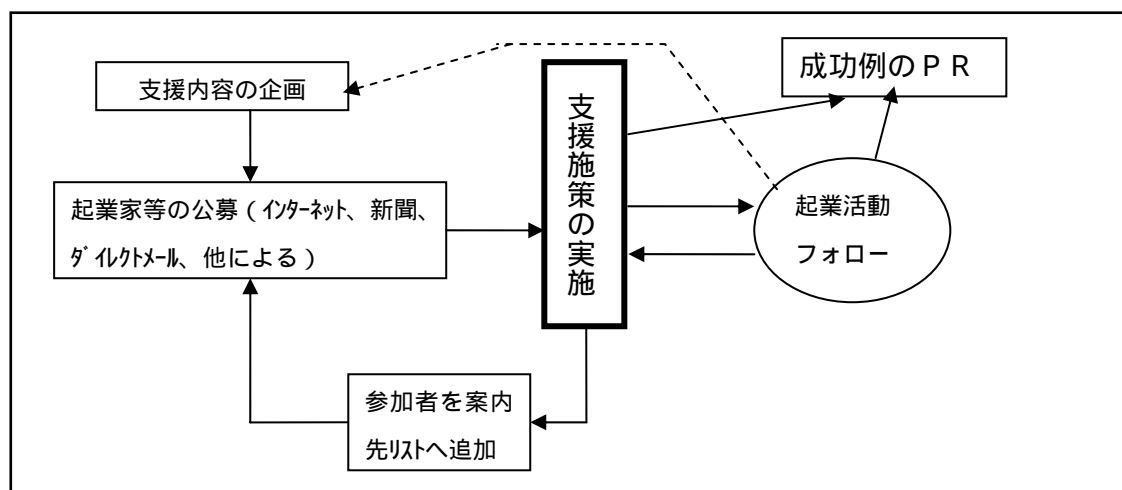 支援内容の企画
成功例のＰＲ
起業家等の公募（ｲﾝﾀｰﾈｯﾄ、新聞、
ﾀﾞｲﾚｸﾄﾒｰﾙ、他による）
支援施策の実施
起業活動
フォロー
参加者を案内
先ﾘｽﾄへ追加